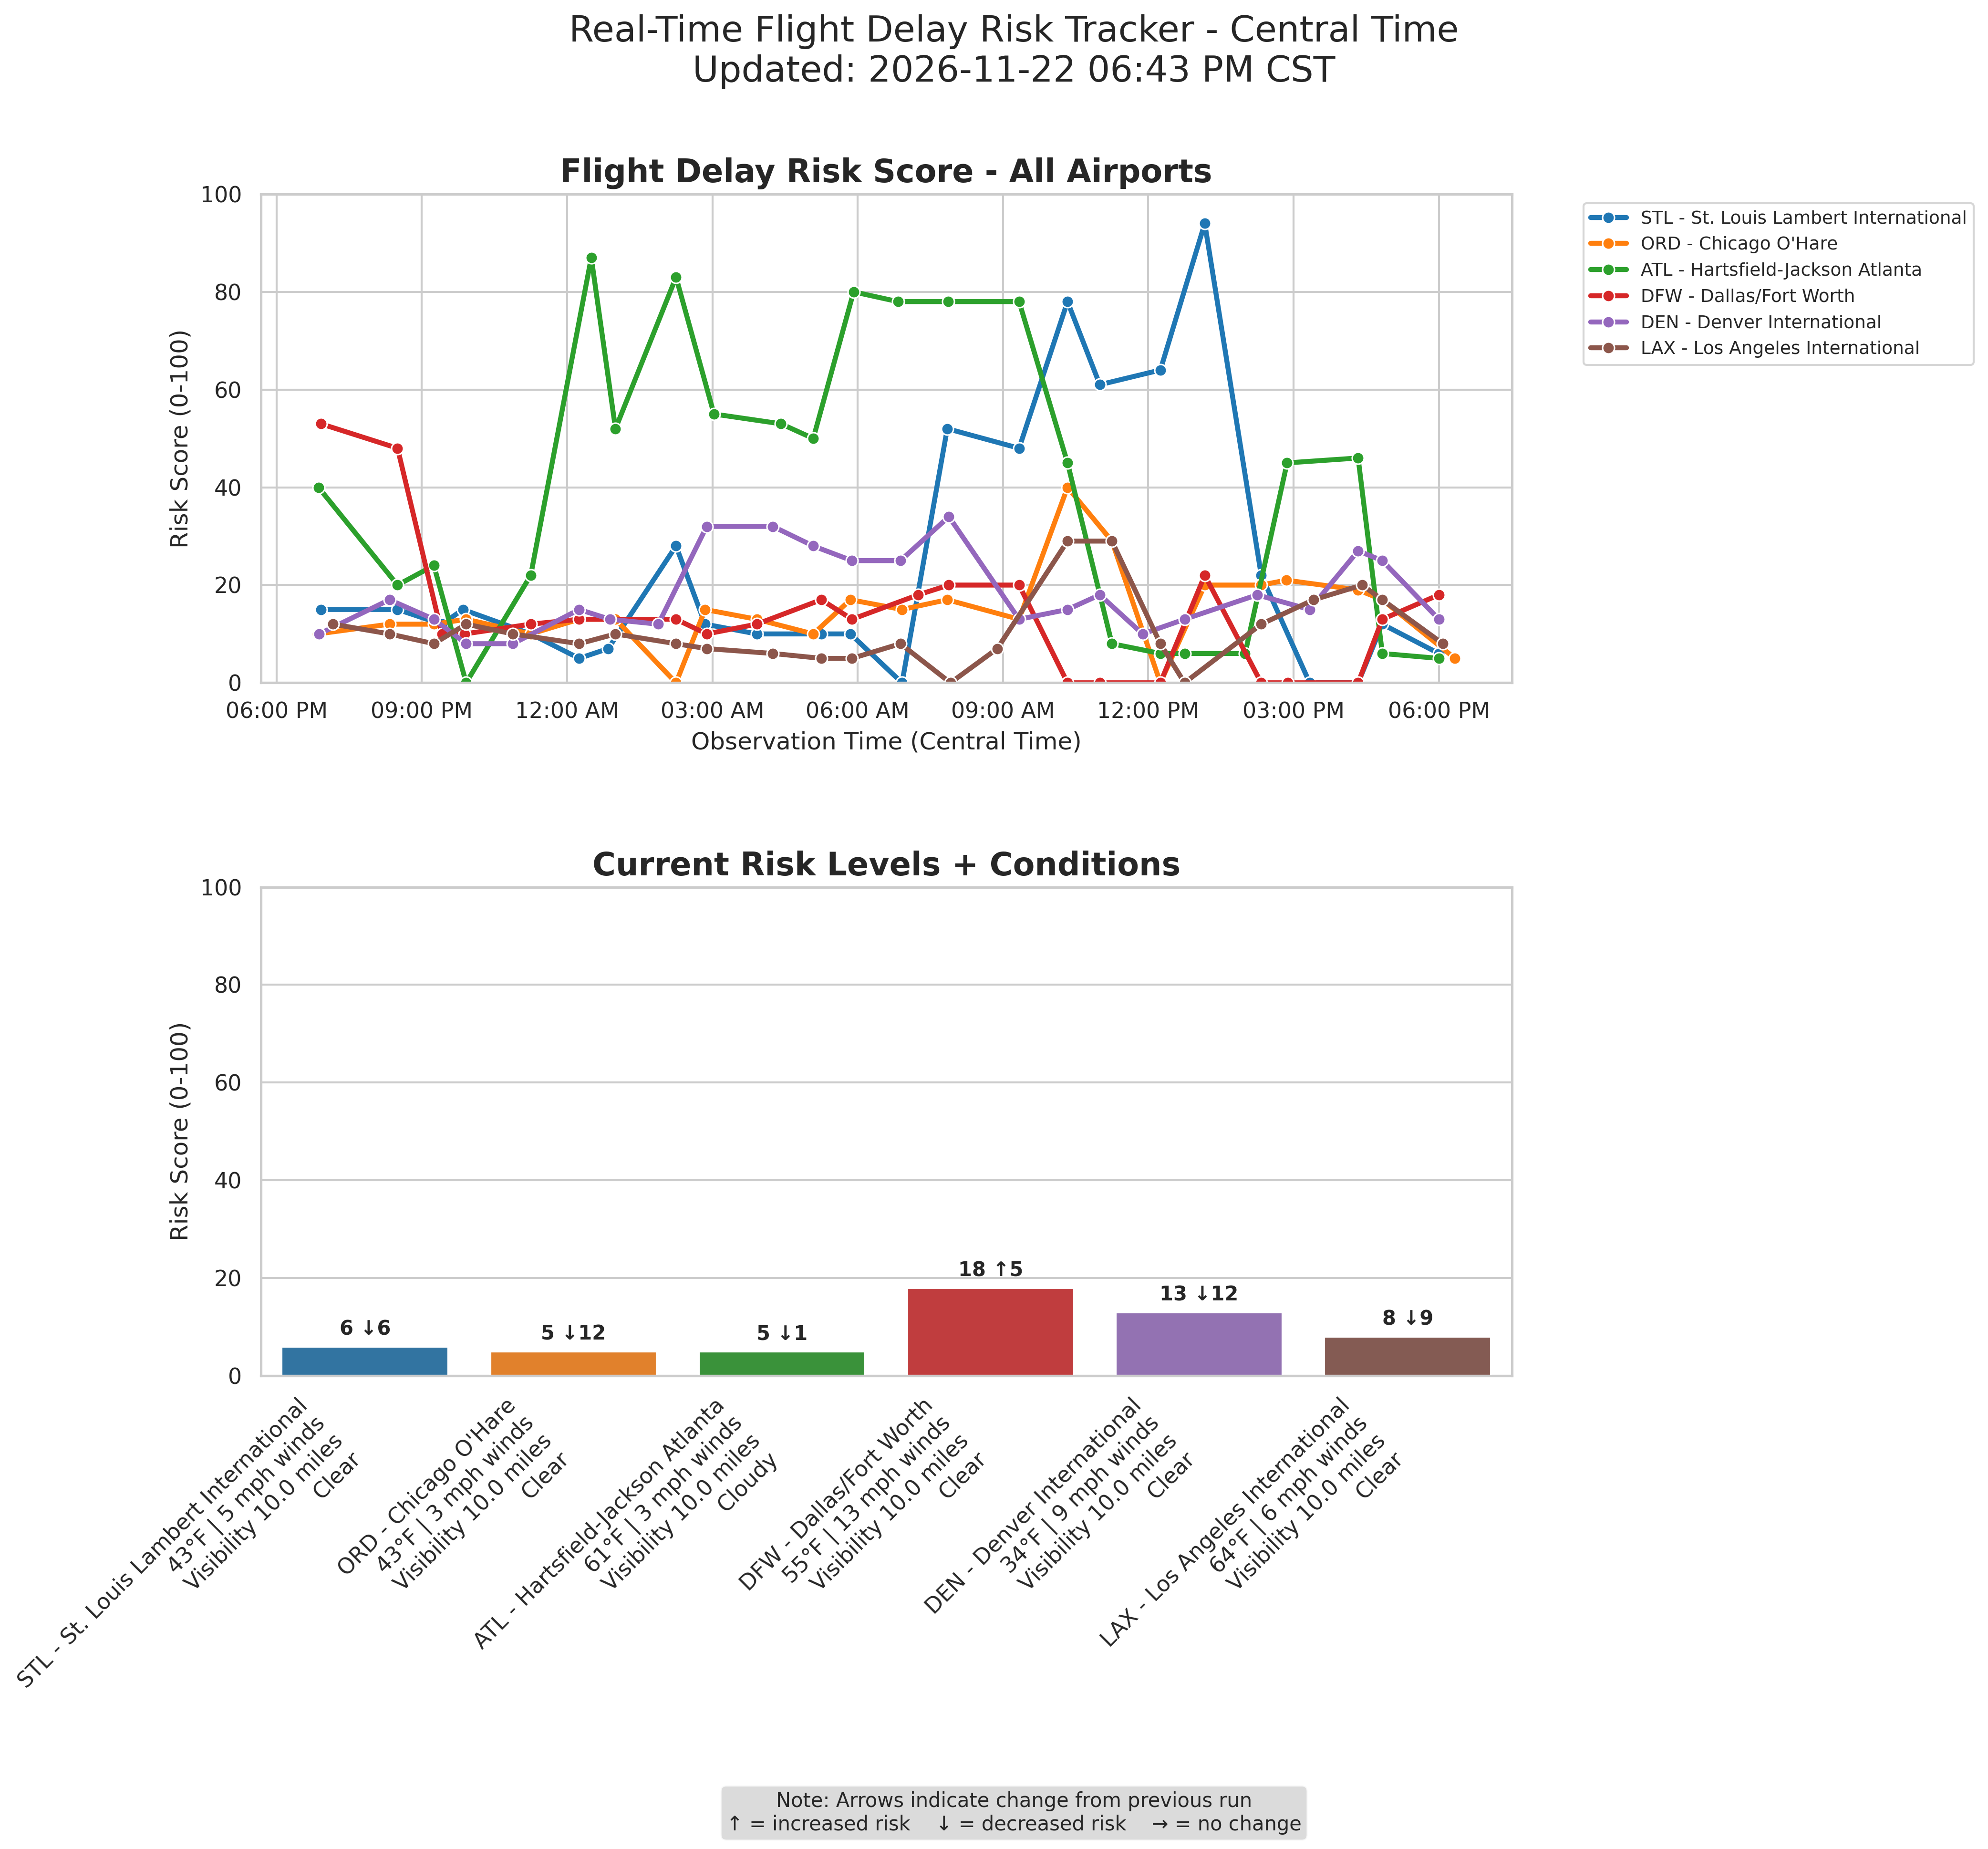 Real-Time Flight Delay Risk Tracker - Central Time
Updated: 2026-11-22 06:43 PM CST
Flight Delay Risk Score - All Airports
100
80
60
40
20
0
Risk Score (0-100)
06:00 PM
09:00 PM
12:00 AM
03:00 AM
06:00 AM
09:00 AM
12:00 PM
03:00 PM
06:00 PM
Observation Time (Central Time)
STL - St. Louis Lambert International
ORD - Chicago O'Hare
ATL - Hartsfield-Jackson Atlanta
DFW - Dallas/Fort Worth
DEN - Denver International
LAX - Los Angeles International
Current Risk Levels + Conditions
100
80
60
40
20
0
Risk Score (0-100)
6 ↓6
5 ↓12
5 ↓1
18 ↑5
13 ↓12
8 ↓9
STL - St. Louis Lambert International
43°F | 5 mph winds
Visibility 10.0 miles
Clear
ORD - Chicago O'Hare
43°F | 3 mph winds
Visibility 10.0 miles
Clear
ATL - Hartsfield-Jackson Atlanta
61°F | 3 mph winds
Visibility 10.0 miles
Cloudy
DFW - Dallas/Fort Worth
55°F | 13 mph winds
Visibility 10.0 miles
Clear
DEN - Denver International
34°F | 9 mph winds
Visibility 10.0 miles
Clear
LAX - Los Angeles International
64°F | 6 mph winds
Visibility 10.0 miles
Clear
Note: Arrows indicate change from previous run
↑ = increased risk ↓ = decreased risk → = no change